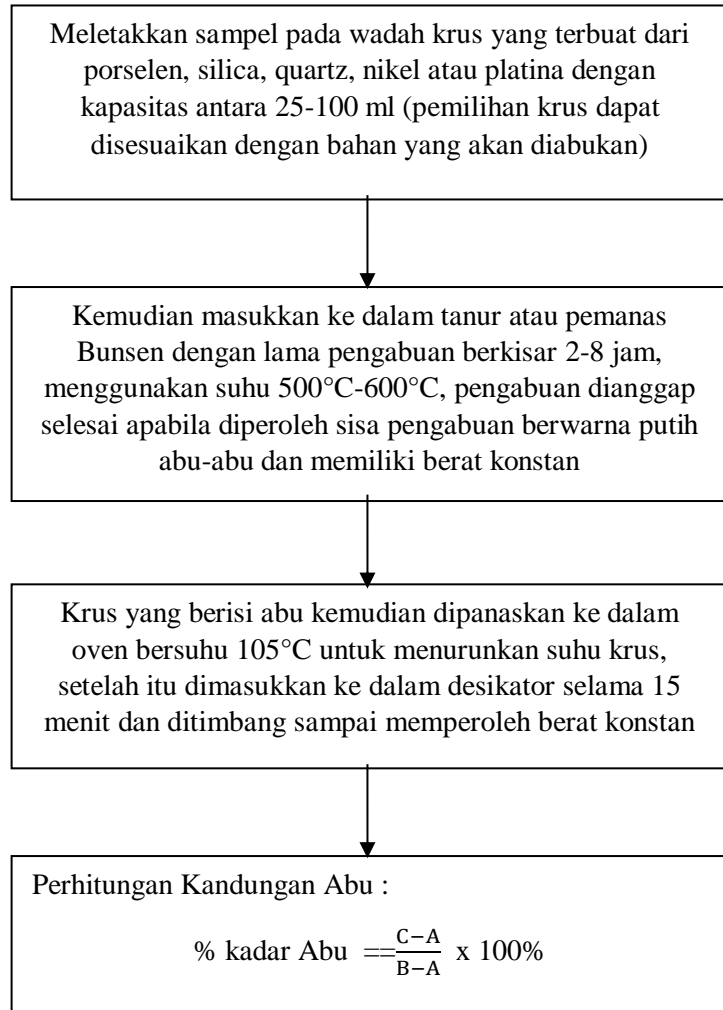 Meletakkan sampel pada wadah krus yang terbuat dari
porselen, silica, quartz, nikel atau platina dengan
kapasitas antara 25-100 ml (pemilihan krus dapat
disesuaikan dengan bahan yang akan diabukan)
Kemudian masukkan ke dalam tanur atau pemanas
Bunsen dengan lama pengabuan berkisar 2-8 jam,
menggunakan suhu 500°C-600°C, pengabuan dianggap
selesai apabila diperoleh sisa pengabuan berwarna putih
abu-abu dan memiliki berat konstan
Krus yang berisi abu kemudian dipanaskan ke dalam
oven bersuhu 105°C untuk menurunkan suhu krus,
setelah itu dimasukkan ke dalam desikator selama 15
menit dan ditimbang sampai memperoleh berat konstan
Perhitungan Kandungan Abu :
% kadar Abu == C−A / B−A x 100%